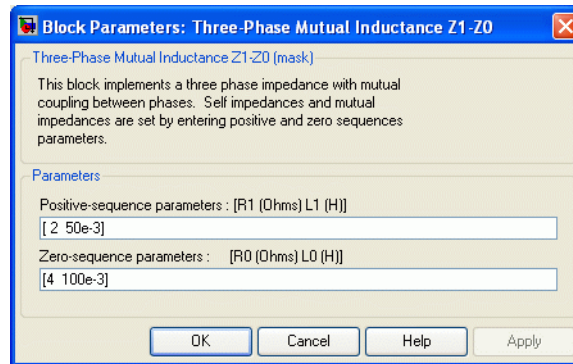 Block Parameters: Three-Phase Mutual Inductance Z1-Z0
Three-Phase Mutual Inductance Z1-Z0 (mask)
This block implements a three phase impedance with mutual
coupling between phases. Self impedances and mutual
impedances are set by entering positive and zero sequences
parameters.
Parameters
Positive-sequence parameters : [R1 (Ohms) L1 (H)]
[ 2 50e-3]
Zero-sequence parameters : [R0 (Ohms) L0 (H)]
[4 100e-3]
OK Cancel Help Apply